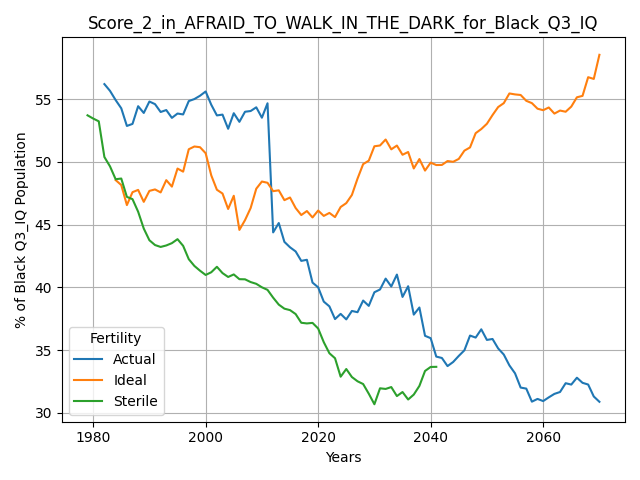 Score_2_in_AFRAID_TO_WALK_IN_THE_DARK_for_Black_Q3_IQ
% of Black Q3_IQ Population
55
50
45
40
35
30
Fertility
Actual
Ideal
Sterile
1980 2000 2020 2040 2060
Years